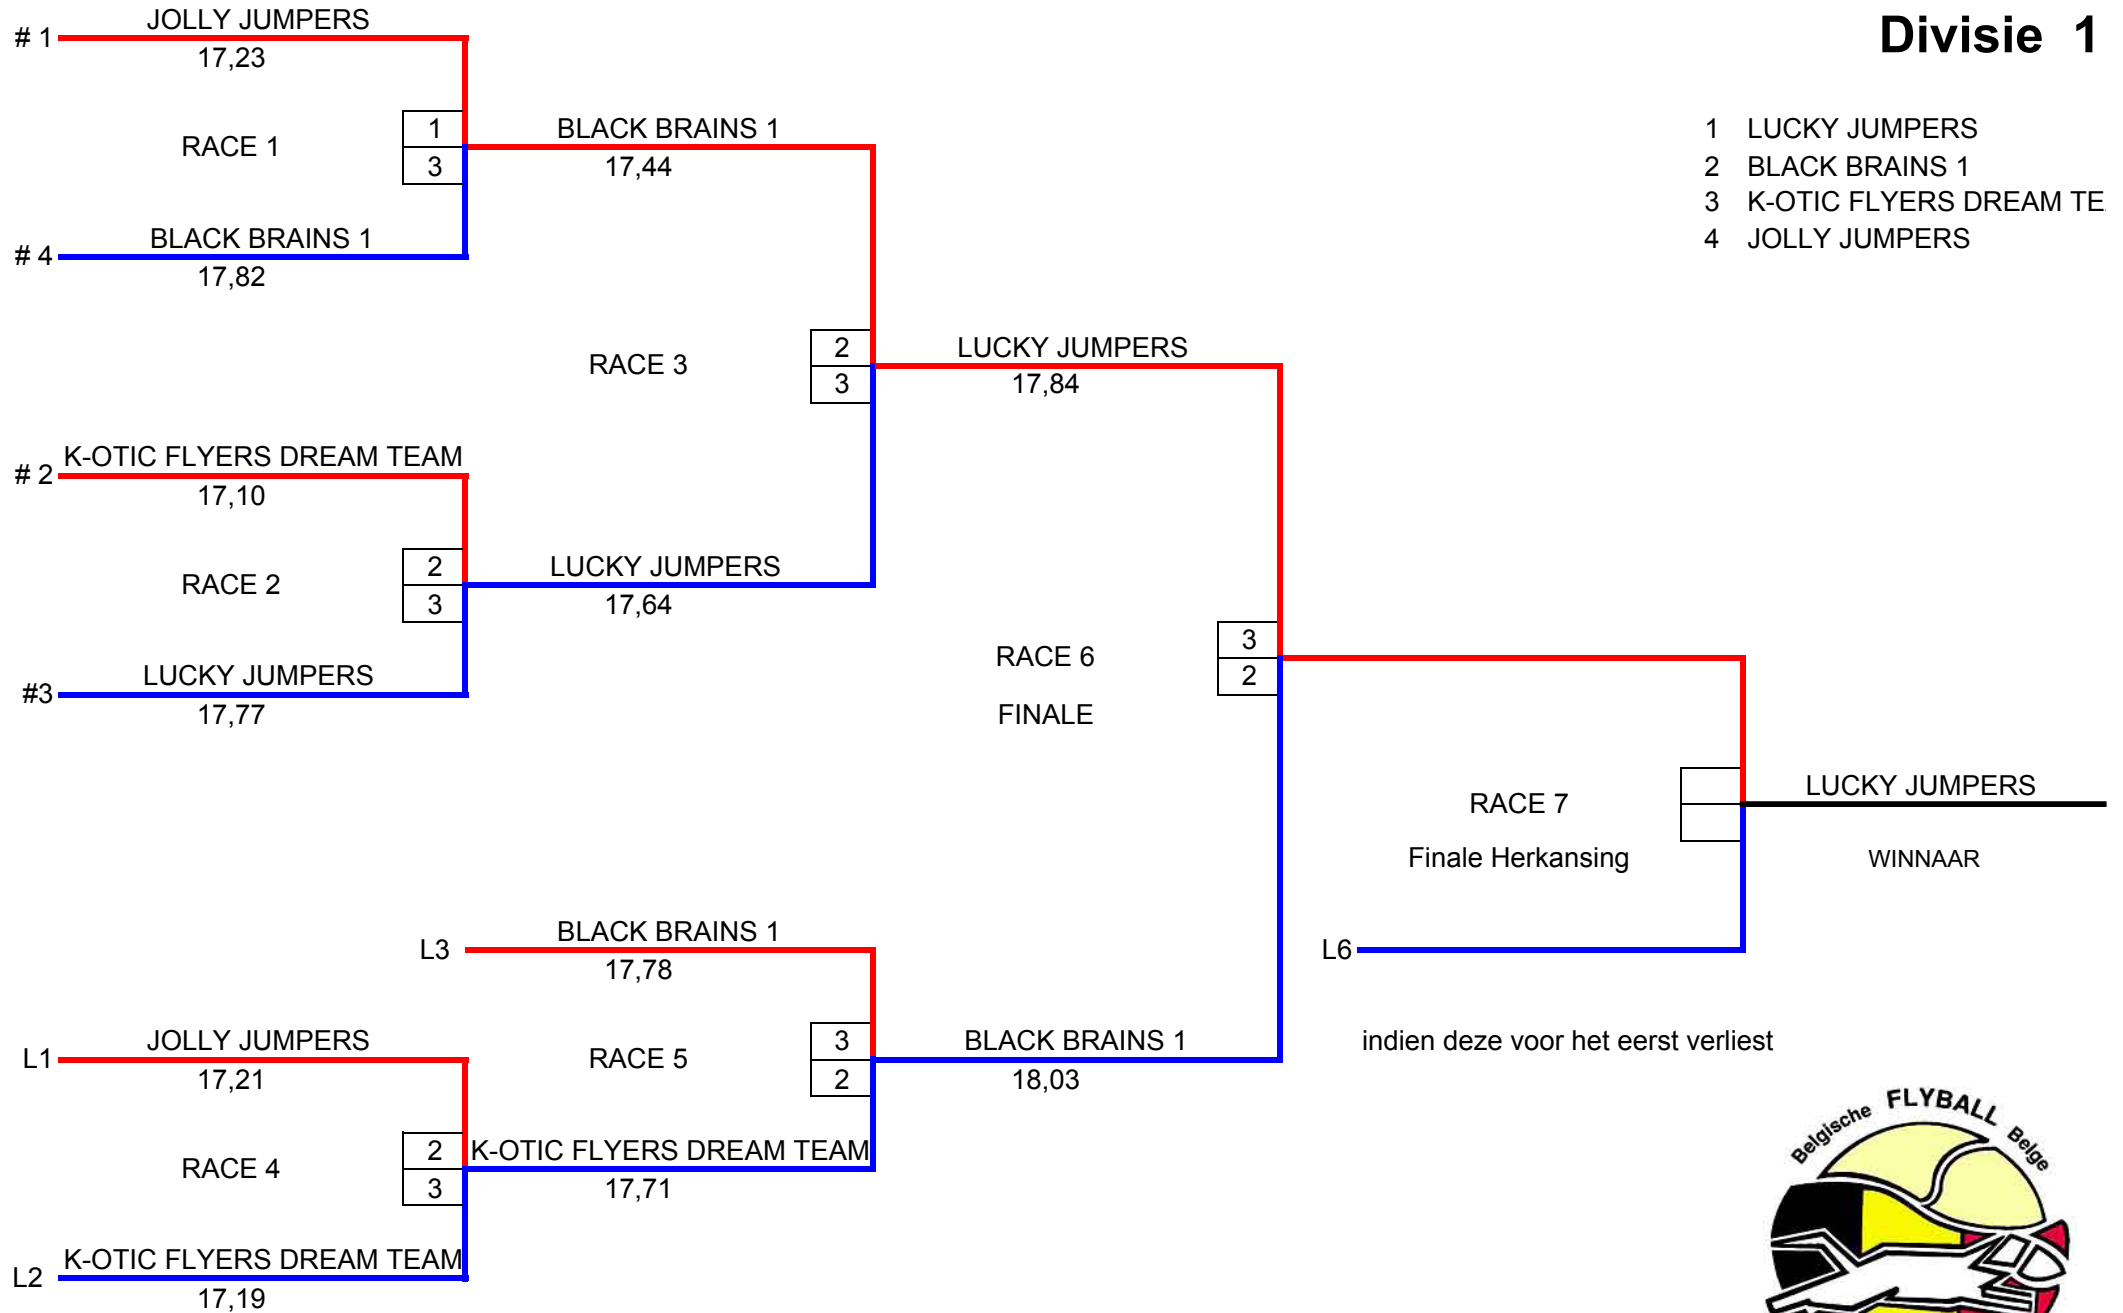 Divisie 1
1 LUCKY JUMPERS
2 BLACK BRAINS 1
3 K-OTIC FLYERS DREAM
4 JOLLY JUMPERS
# 1
JOLLY JUMPERS
17,23
RACE 1
1
3
# 4
BLACK BRAINS 1
17,82
BLACK BRAINS 1
17,44
RACE 3
2
3
# 2
K-OTIC FLYERS DREAM TEAM
17,10
RACE 2
2
3
#3
LUCKY JUMPERS
17,77
LUCKY JUMPERS
17,64
LUCKY JUMPERS
17,84
RACE 6
3
2
FINALE
RACE 7
Finale Herkansing
LUCKY JUMPERS
WINNAAR
L3
BLACK BRAINS 1
17,78
L6
indien deze voor het eerst verliest
L1
JOLLY JUMPERS
17,21
RACE 5
3
2
BLACK BRAINS 1
18,03
RACE 4
2
3
K-OTIC FLYERS DREAM TEAM
17,71
L2
K-OTIC FLYERS DREAM TEAM
17,19
Belgische FLYBALL Belge